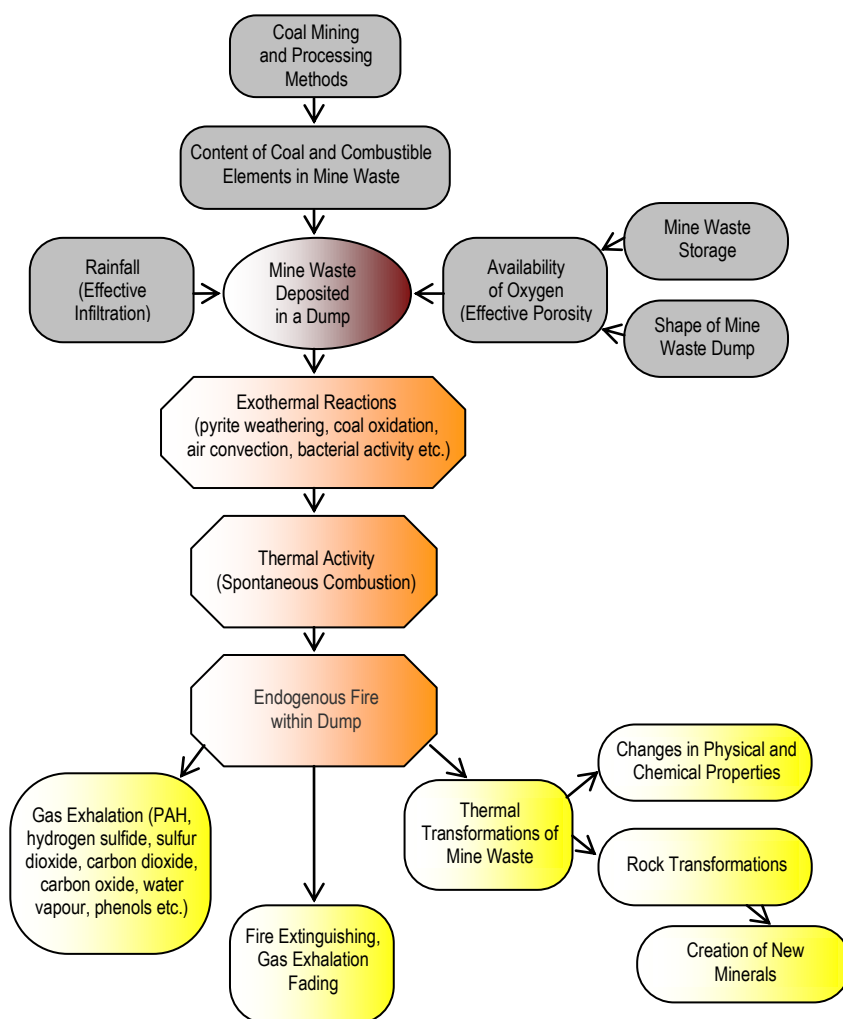 Coal Mining
and Processing
Methods
Content of Coal and Combustible
Elements in Mine Waste
Rainfall
(Effective
Infiltration)
Mine Waste
Deposited
in a Dump
Availability
of Oxygen
(Effective Porosity
Mine Waste
Storage
Shape of Mine
Waste Dump
Exothermal Reactions
(pyrite weathering, coal oxidation,
air convection, bacterial activity etc.)
Thermal Activity
(Spontaneous Combustion)
Endogenous Fire
within Dump
Gas Exhalation (PAH,
hydrogen sulfide, sulfur
dioxide, carbon dioxide,
carbon oxide, water
vapour, phenols etc.)
Fire Extinguishing,
Gas Exhalation
Fading
Thermal
Transformations of
Mine Waste
Changes in Physical and
Chemical Properties
Rock Transformations
Creation of New
Minerals